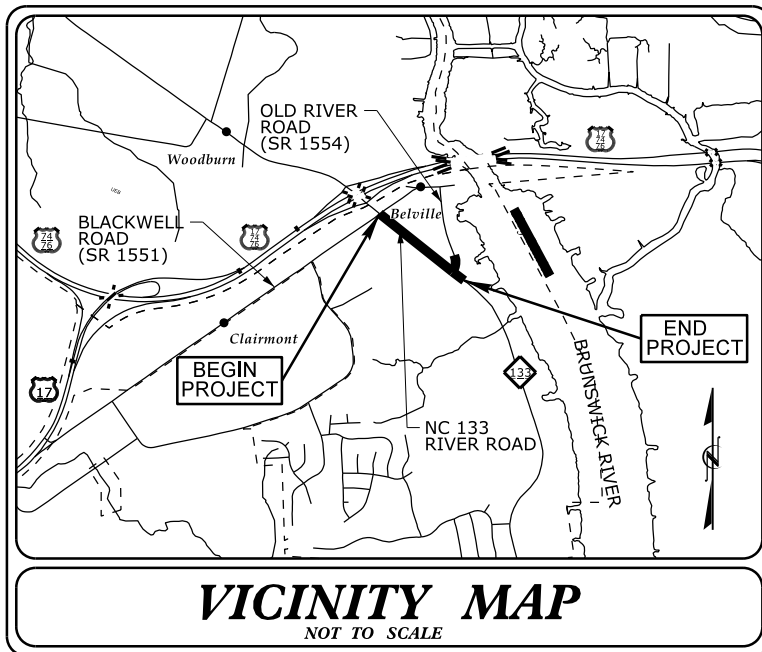 OLD RIVER
ROAD
(SR 1554)
17
74
76
Woodburn
UEB
BLACKWELL
ROAD
(SR 1551)
74
76
17
74
76
Belville
Clairmont
BEGIN
PROJECT
END
PROJECT
17
133
NC 133
RIVER ROAD
BRUNSWICK RIVER
N
VICINITY MAP
NOT TO SCALE